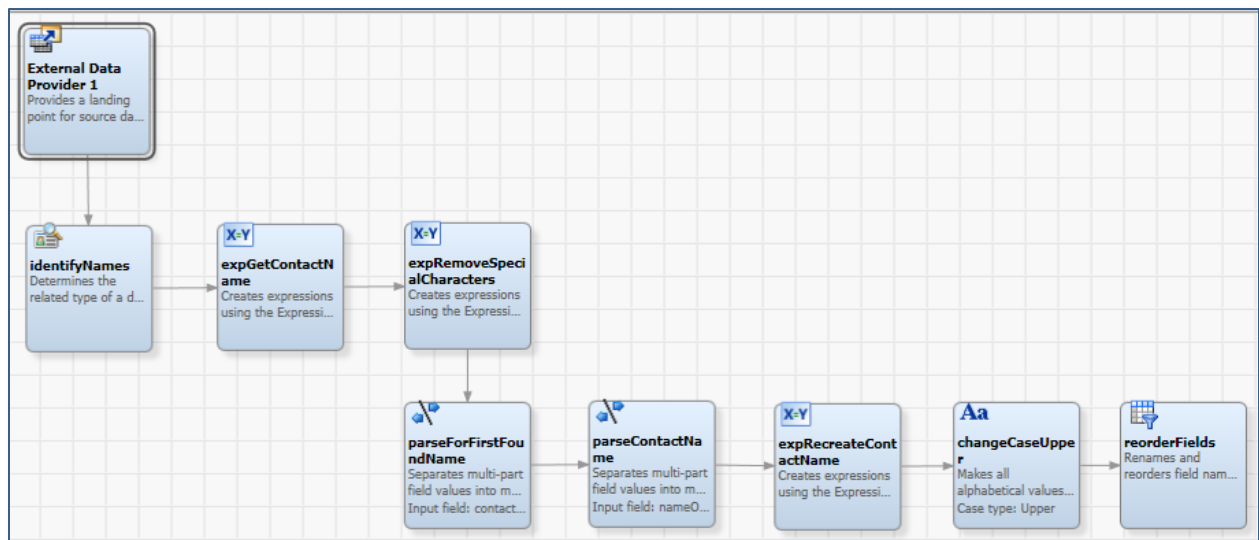 External Data
Provider 1
Provides a landing
point for source da...
identifyNames
Determines the
related type of a d...
X=Y
expGetContactN
ame
Creates expressions
using the Expressi...
X=Y
expRemoveSpeci
alCharacters
Creates expressions
using the Expressi...
parseForFirstFou
ndName
Separates multi-part
field values into m...
Input field: contact...
parseContactNa
me
Separates multi-part
field values into m...
Input field: nameO...
X=Y
expRecreateCont
actName
Creates expressions
using the Expressi...
Aa
changeCaseUppe
r
Makes all
alphabetical values...
Case type: Upper
reorderFields
Renames and
reorders field nam...